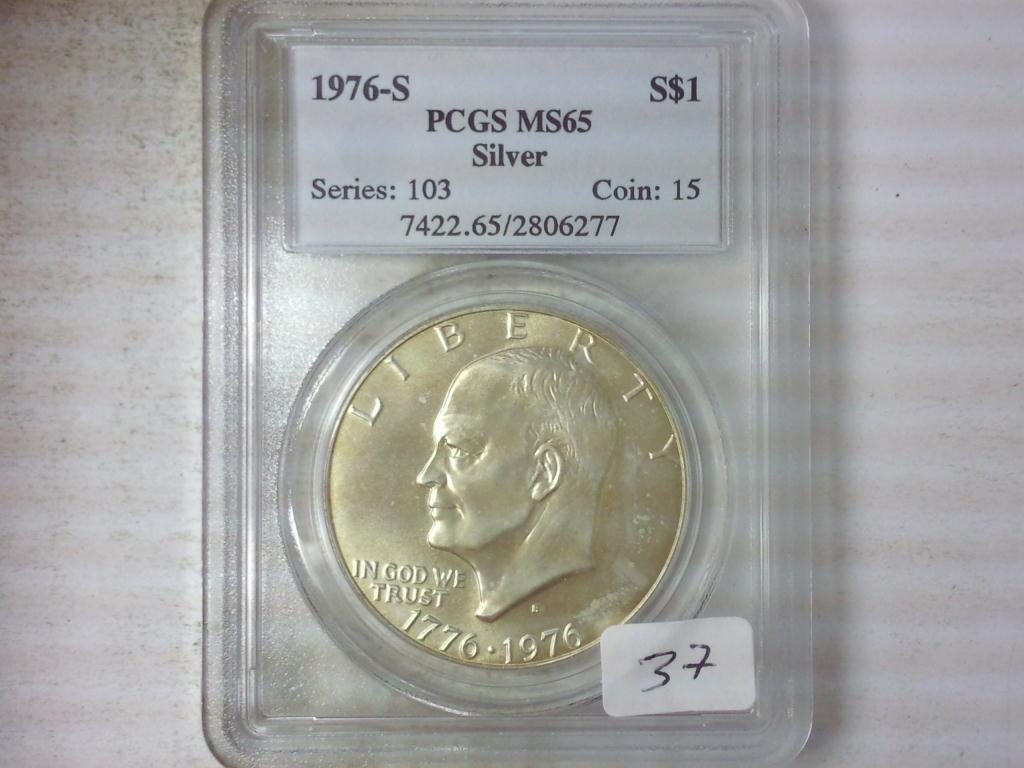 1976-S S$1
PCGS MS65
Silver
Series: 103 Coin: 15
7422.65/2806277
LIBERTY
IN GOD WE
TRUST
1776·1976
37